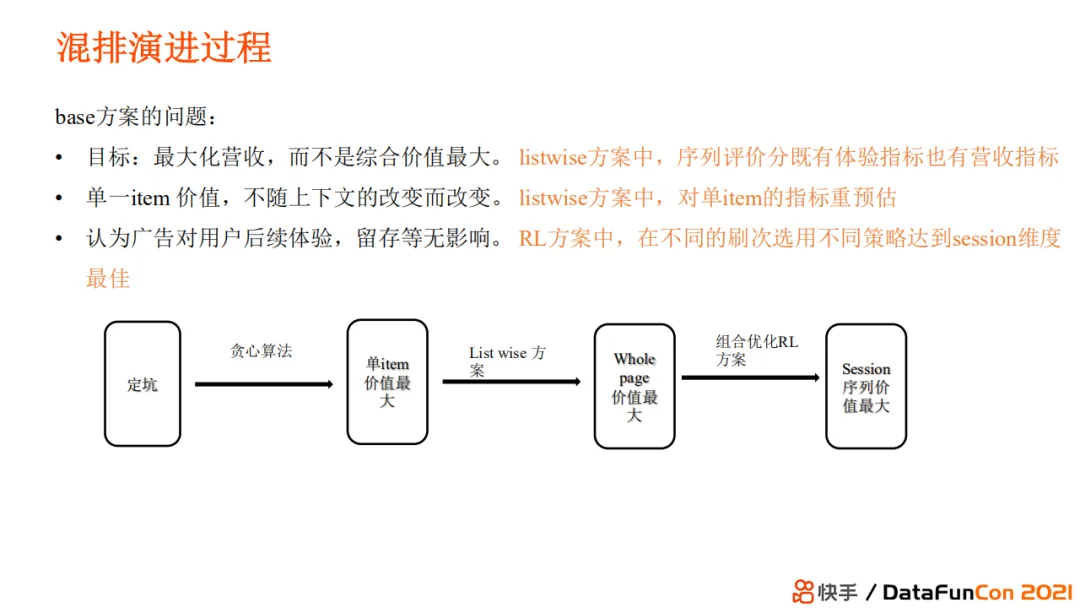 混排演进过程
base方案的问题：
• 目标：最大化营收，而不是综合价值最大。listwise方案中，序列评价分既有体验指标也有营收指标
• 单一item 价值，不随上下文的改变而改变。listwise方案中，对单item的指标重预估
• 认为广告对用户后续体验，留存等无影响。RL方案中，在不同的刷次选用不同策略达到session维度
最佳
定坑
贪心算法
单item
价值最
大
List wise 方
案
Whole
page
价值最
大
组合优化RL
方案
Session
序列价
值最大
快手 / DataFunCon 2021